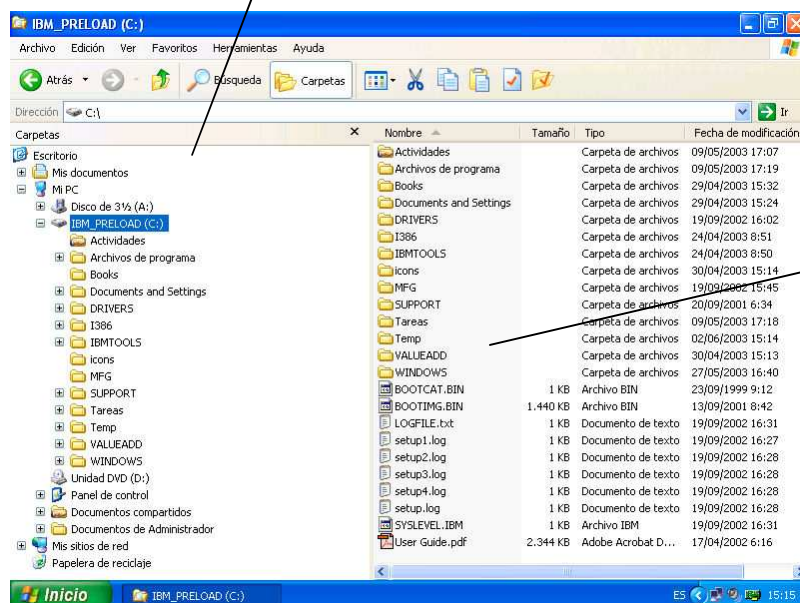 IBM_PRELOAD (C:)
Archivo Edición Ver Favoritos Herramientas Ayuda
Atrás Búsqueda Carpetas
Dirección C:\ Ir
Carpetas
Escritorio
Mis documentos
Mi PC
Disco de 3½ (A:)
IBM_PRELOAD (C:)
Actividades
Archivos de programa
Books
Documents and Settings
DRIVERS
I386
IBMTOOLS
icons
MFG
SUPPORT
Tareas
Temp
VALUEADD
WINDOWS
Unidad DVD (D:)
Panel de control
Documentos compartidos
Documentos de Administrador
Mis sitios de red
Papelera de reciclaje
Nombre Tamaño Tipo Fecha de modificación
Actividades Carpeta de archivos 09/05/2003 17:07
Archivos de programa Carpeta de archivos 09/05/2003 17:19
Books Carpeta de archivos 29/04/2003 15:32
Documents and Settings Carpeta de archivos 29/04/2003 15:24
DRIVERS Carpeta de archivos 19/09/2002 16:02
I386 Carpeta de archivos 24/04/2003 8:51
IBMTOOLS Carpeta de archivos 24/04/2003 8:50
icons Carpeta de archivos 30/04/2003 15:14
MFG Carpeta de archivos 19/09/2002 15:45
SUPPORT Carpeta de archivos 20/09/2001 6:34
Tareas Carpeta de archivos 09/05/2003 17:18
Temp Carpeta de archivos 02/06/2003 15:14
VALUEADD Carpeta de archivos 30/04/2003 15:13
WINDOWS Carpeta de archivos 27/05/2003 16:40
BOOTCAT.BIN 1 KB Archivo BIN 23/09/1999 9:12
BOOTIMG.BIN 1.440 KB Archivo BIN 13/09/2001 8:42
LOGFILE.txt 1 KB Documento de texto 19/09/2002 16:31
setup1.log 1 KB Documento de texto 19/09/2002 16:27
setup2.log 1 KB Documento de texto 19/09/2002 16:28
setup3.log 1 KB Documento de texto 19/09/2002 16:28
setup4.log 1 KB Documento de texto 19/09/2002 16:28
setup.log 1 KB Documento de texto 19/09/2002 16:28
SYSLEVEL.IBM 1 KB Archivo IBM 19/09/2002 16:31
User Guide.pdf 2.344 KB Adobe Acrobat D... 17/04/2002 6:16
Inicio IBM_PRELOAD (C:) ES 15:15